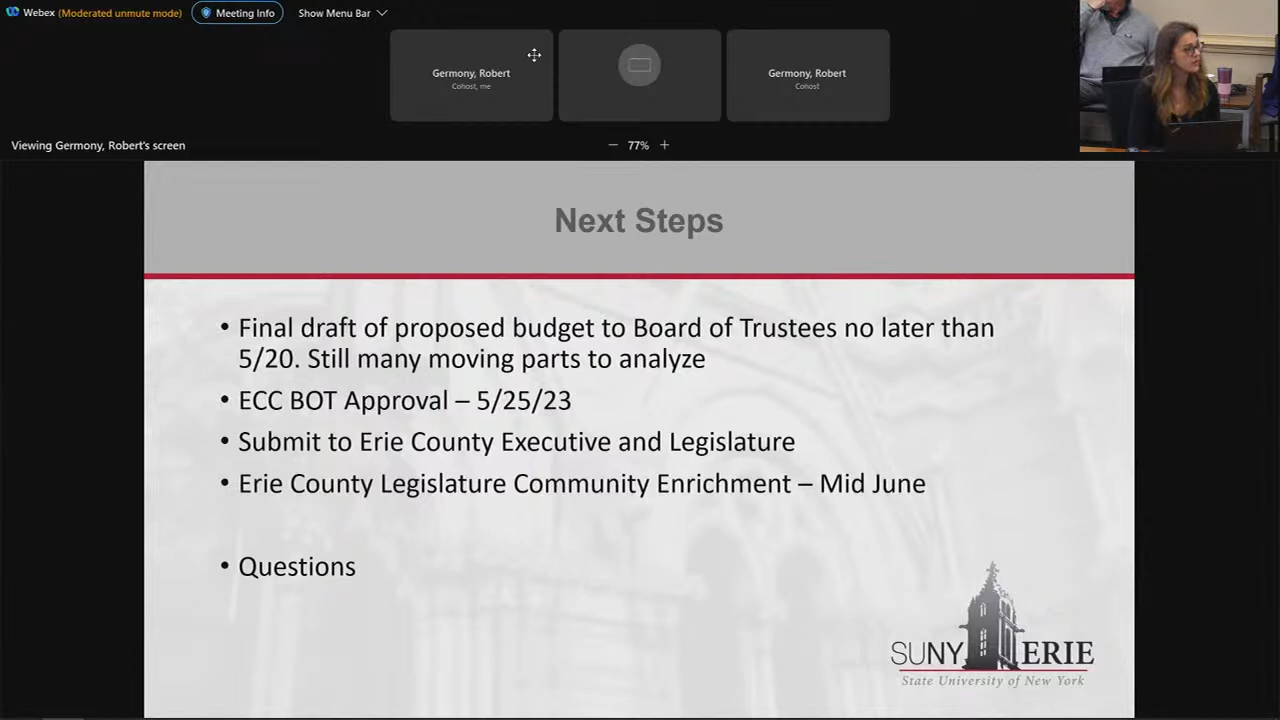 Webex (Moderated unmute mode) Meeting Info Show Menu Bar
Germony, Robert
Cohost, me
Germony, Robert
Cohost
Viewing Germony, Robert's screen
77%
Next Steps
• Final draft of proposed budget to Board of Trustees no later than
5/20. Still many moving parts to analyze
• ECC BOT Approval – 5/25/23
• Submit to Erie County Executive and Legislature
• Erie County Legislature Community Enrichment – Mid June
• Questions
SUNY ERIE
State University of New York